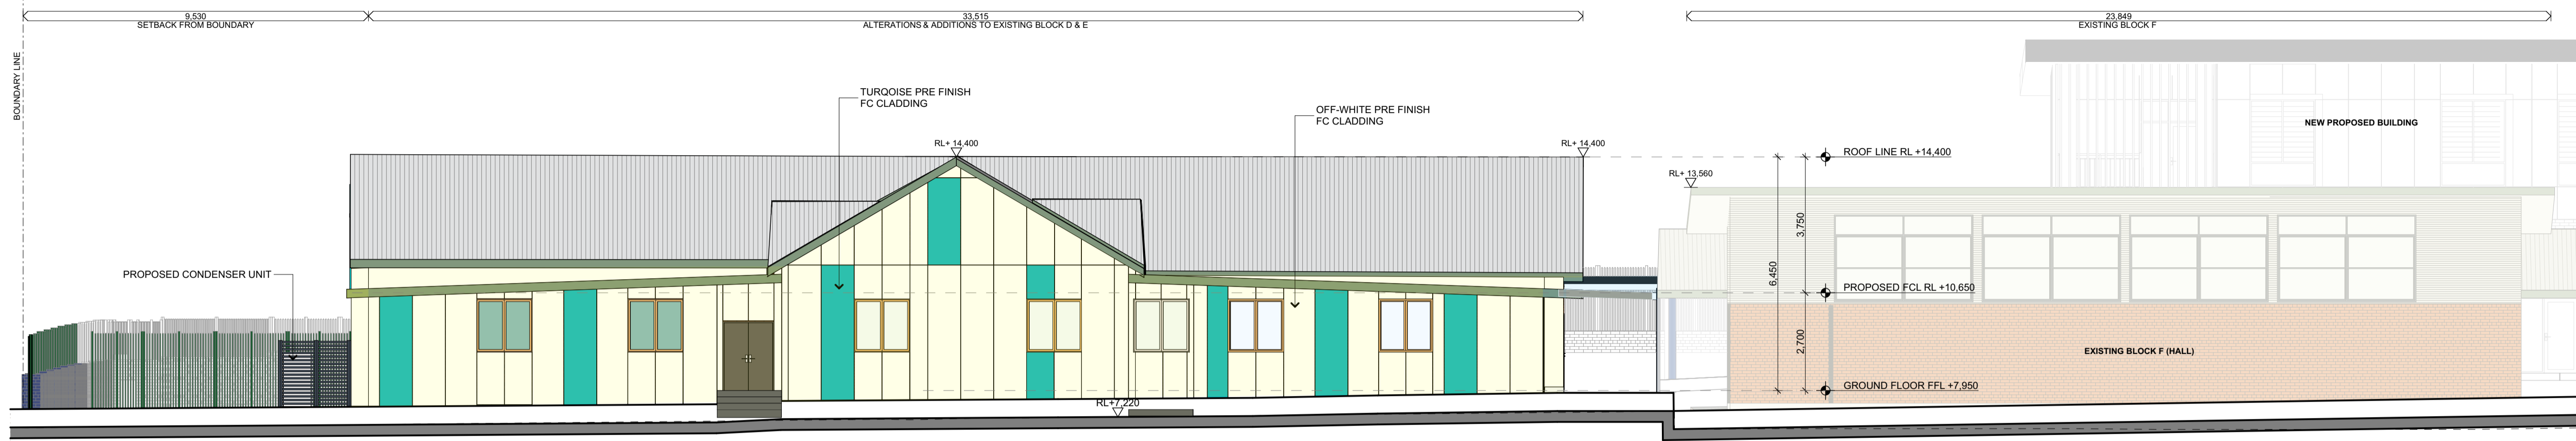 9,530
SETBACK FROM BOUNDARY
33,515
ALTERATIONS & ADDITIONS TO EXISTING BLOCK D & E
23,849
EXISTING BLOCK F
BOUNDARY LINE
TURQOISE PRE FINISH
FC CLADDING
OFF-WHITE PRE FINISH
FC CLADDING
NEW PROPOSED BUILDING
RL+ 14,400
RL+ 14,400
ROOF LINE RL +14,400
RL+ 13,560
3,750
6,450
PROPOSED CONDENSER UNIT
PROPOSED FCL RL +10,650
2,700
EXISTING BLOCK F (HALL)
GROUND FLOOR FFL +7,950
RL+7,220